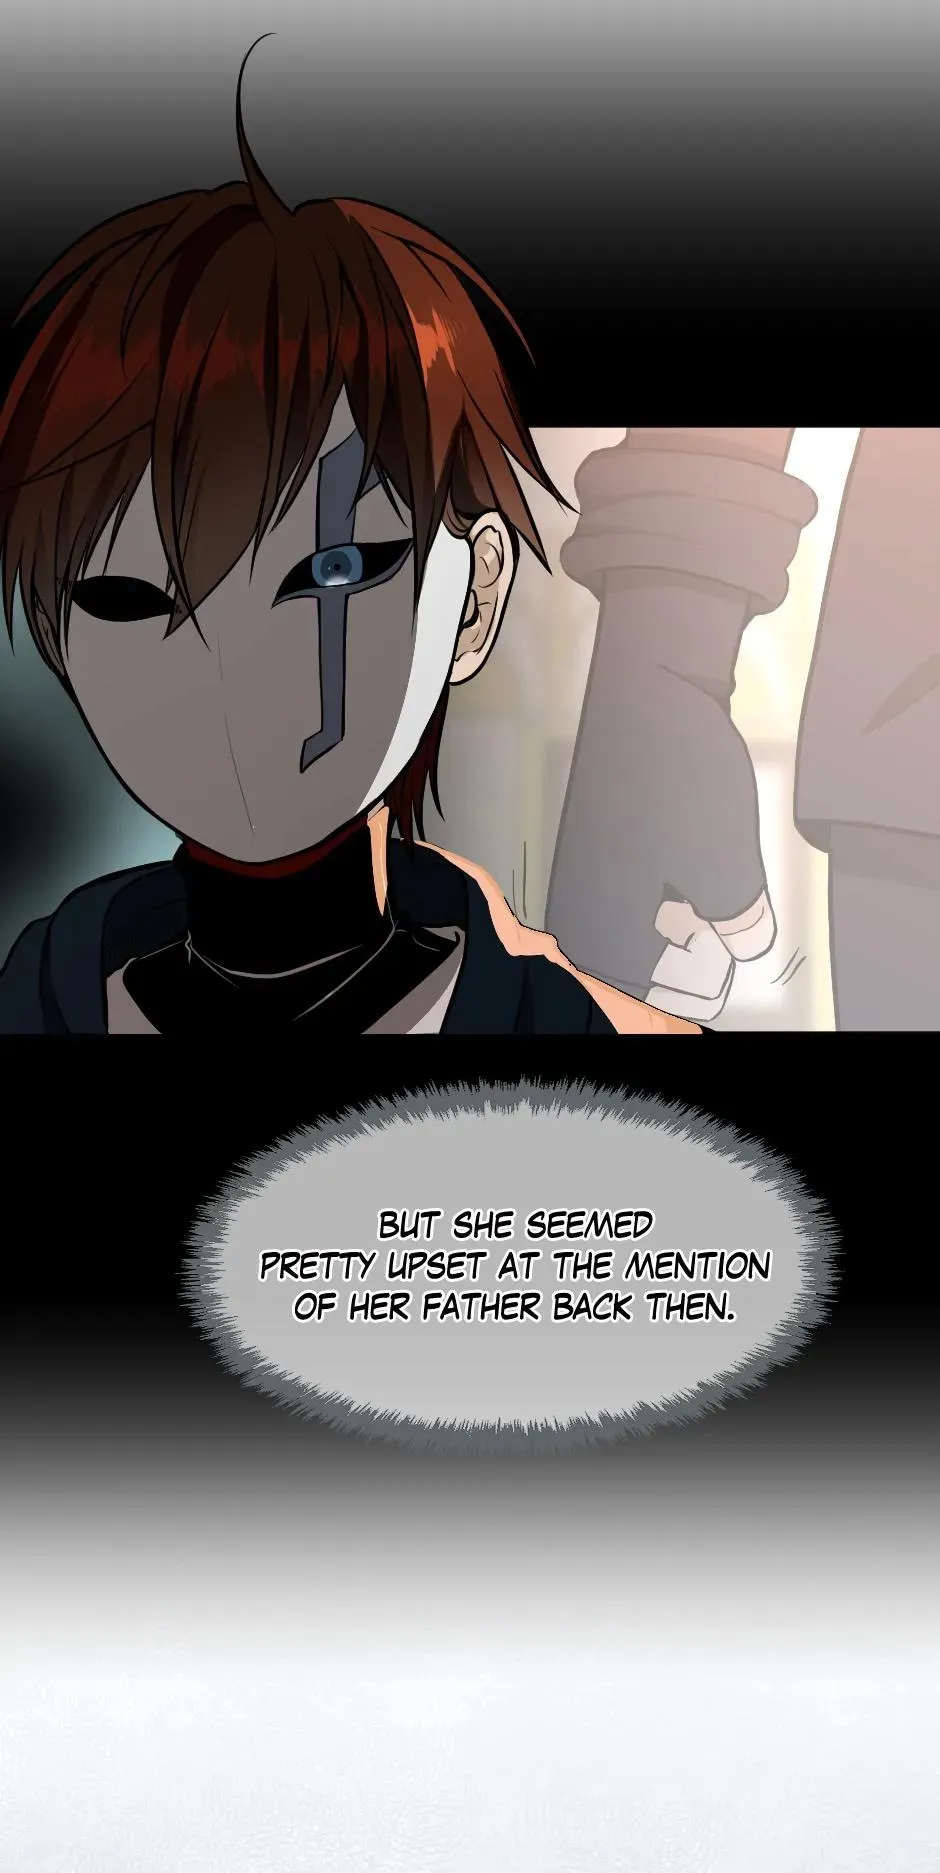 BUT SHE SEEMED
PRETTY UPSET AT THE MENTION
OF HER FATHER BACK THEN.